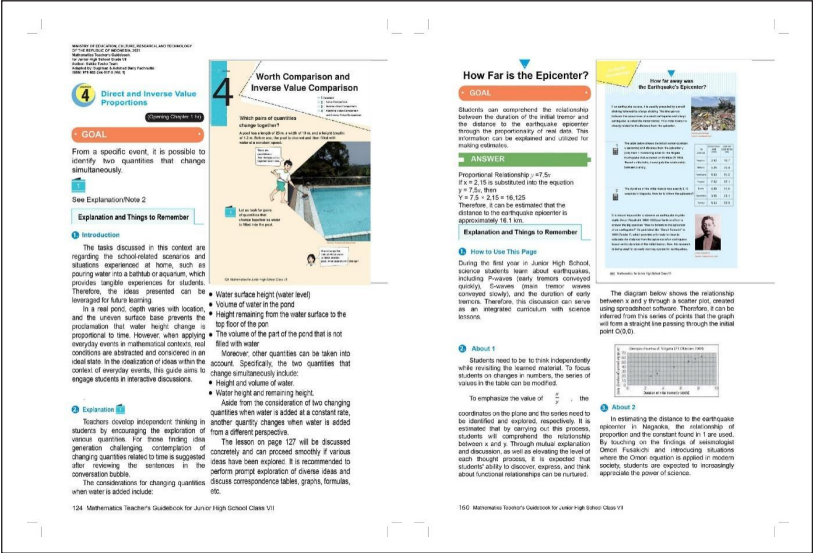 MINISTRY OF EDUCATION, CULTURE, RESEARCH AND TECHNOLOGY
OF THE REPUBLIC OF INDONESIA, 2021
Mathematics Teacher's Guidebook
for Junior High School Grade VII
4
Direct and Inverse Value
Proportions
(Opening Chapter 1 h)
GOAL
From a specific event, it is possible to
identify two quantities that change
simultaneously.
See Explanation/Note 2
Explanation and Things to Remember
1. Introduction
The tasks discussed in this context are
regarding the school-related scenarios and
situations experienced at home, such as
pouring water into a bathtub or aquarium, which
provides tangible experiences for students.
Therefore, the ideas presented can be
leveraged for future learning.
In a real pond, depth varies with location,
and the uneven surface base prevents the
proclamation that water height change is
proportional to time. However, when applying
everyday events in mathematical contexts, real
conditions are abstracted and considered in an
ideal state. In the idealization of ideas within the
context of everyday events, this guide aims to
engage students in interactive discussions.
2. Explanation 1
Teachers develop independent thinking in
students by encouraging the exploration of
various quantities. For those finding idea
generation challenging, contemplation of
changing quantities related to time is suggested
after reviewing the sentences in the
conversation bubble.
The considerations for changing quantities
when water is added include:
4
Worth Comparison and
Inverse Value Comparison
Which pairs of quantities
change together?
Let us look for pairs
of quantities that
change together as water
is filled into the pool.
• Water surface height (water level)
• Volume of water in the pond
• Height remaining from the water surface to the
top floor of the pon
• The volume of the part of the pond that is not
filled with water
Moreover, other quantities can be taken into
account. Specifically, the two quantities that
change simultaneously include:
• Height and volume of water.
• Water height and remaining height.
Aside from the consideration of two changing
quantities when water is added at a constant rate,
another quantity changes when water is added
from a different perspective.
The lesson on page 127 will be discussed
concretely and can proceed smoothly if various
ideas have been explored. It is recommended to
perform prompt exploration of diverse ideas and
discuss correspondence tables, graphs, formulas,
etc.
124 Mathematics Teacher's Guidebook for Junior High School Class VII
How Far is the Epicenter?
GOAL
Students can comprehend the relationship
between the duration of the initial tremor and
the distance to the earthquake epicenter
through the proportionality of real data. This
information can be explained and utilized for
making estimates.
ANSWER
Proportional Relationship y =7.5x
If x = 2,15 is substituted into the equation
y = 7,5x, then
Y = 7,5 × 2,15 = 16,125
Therefore, it can be estimated that the
distance to the earthquake epicenter is
approximately 16,1 km.
Explanation and Things to Remember
1. How to Use This Page
During the first year in Junior High School,
science students learn about earthquakes,
including P-waves (early tremors conveyed
quickly), S-waves (main tremor waves
conveyed slowly), and the duration of early
tremors. Therefore, this discussion can serve
as an integrated curriculum with science
lessons.
2. About 1
Students need to be to think independently
while revisiting the learned material. To focus
students on changes in numbers, the series of
values in the table can be modified.
To emphasize the value of x/y , the
coordinates on the plane and the series need to
be identified and explored, respectively. It is
estimated that by carrying out this process,
students will comprehend the relationship
between x and y. Through mutual explanation
and discussion, as well as elevating the level of
each thought process, it is expected that
students' ability to discover, express, and think
about functional relationships can be nurtured.
How far away was
the Earthquake's Epicenter?
The diagram below shows the relationship
between x and y through a scatter plot, created
using spreadsheet software. Therefore, it can be
inferred from this series of points that the graph
will form a straight line passing through the initial
point O(0,0).
3. About 2
In estimating the distance to the earthquake
epicenter in Nagaoka, the relationship of
proportion and the constant found in 1 are used.
By touching on the findings of seismologist
Omori Fusakichi and introducing situations
where the Omori equation is applied in modern
society, students are expected to increasingly
appreciate the power of science.
160 Mathematics Teacher's Guidebook for Junior High School Class VII